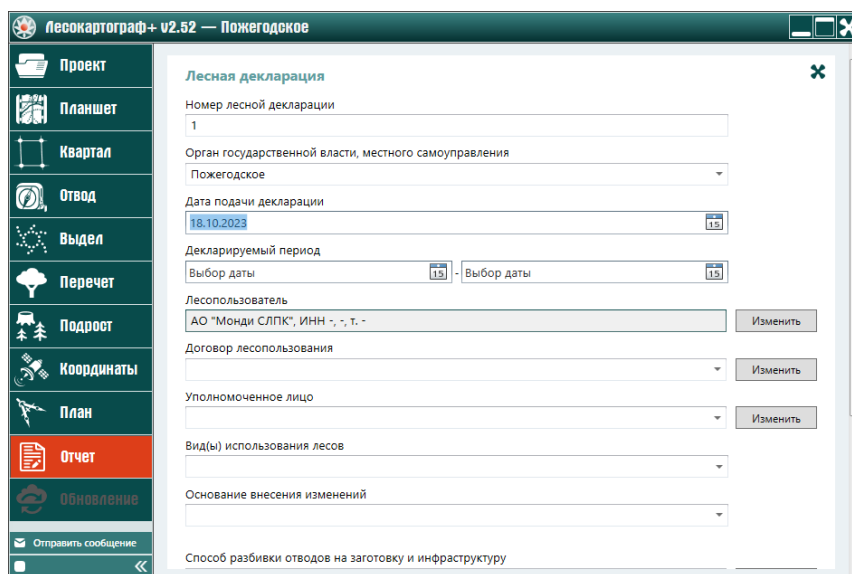 Лесокартограф+ v2.52 — Пожегодское
Проект
Планшет
Квартал
Отвод
Выдел
Перечет
Подрост
Координаты
План
Отчет
Обновление
Отправить сообщение
Лесная декларация
Номер лесной декларации
1
Орган государственной власти, местного самоуправления
Пожегодское
Дата подачи декларации
18.10.2023
15
Декларируемый период
Выбор даты
15
-
Выбор даты
15
Лесопользователь
АО "Монди СЛПК", ИНН -, -, т. -
Изменить
Договор лесопользования
Изменить
Уполномоченное лицо
Изменить
Вид(ы) использования лесов
Основание внесения изменений
Способ разбивки отводов на заготовку и инфраструктуру